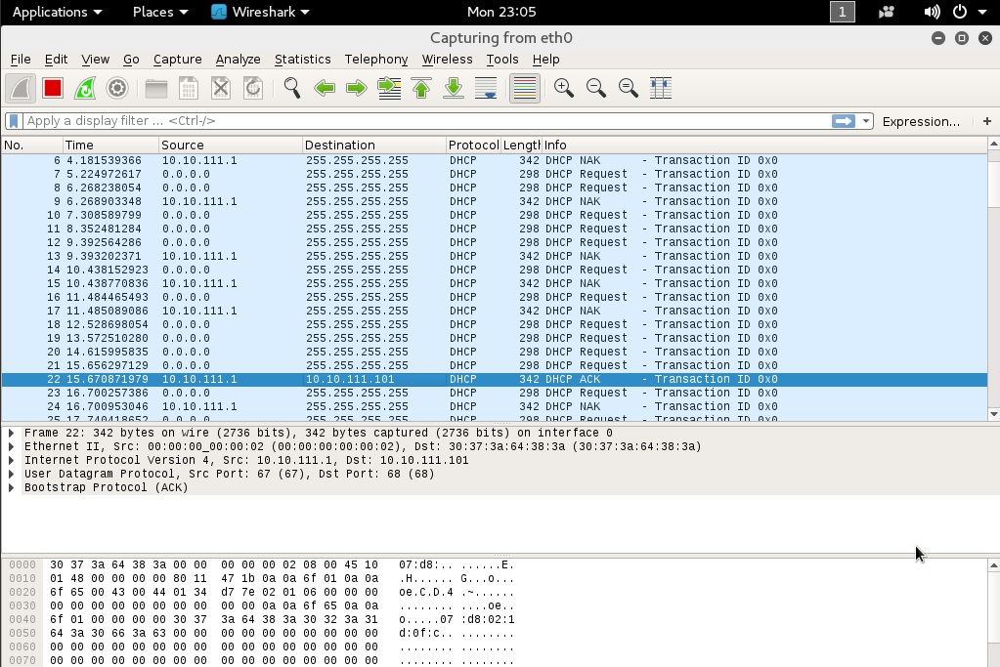 Applications Places Wireshark Mon 23:05 1
Capturing from eth0
File Edit View Go Capture Analyze Statistics Telephony Wireless Tools Help
Apply a display filter ... <Ctrl-/> Expression... +
No. Time Source Destination Protocol Length Info
6 4.181539366 10.10.111.1 255.255.255.255 DHCP 342 DHCP NAK - Transaction ID 0x0
7 5.224972617 0.0.0.0 255.255.255.255 DHCP 298 DHCP Request - Transaction ID 0x0
8 6.268238054 0.0.0.0 255.255.255.255 DHCP 298 DHCP Request - Transaction ID 0x0
9 6.268903348 10.10.111.1 255.255.255.255 DHCP 342 DHCP NAK - Transaction ID 0x0
10 7.308589799 0.0.0.0 255.255.255.255 DHCP 298 DHCP Request - Transaction ID 0x0
11 8.352481284 0.0.0.0 255.255.255.255 DHCP 298 DHCP Request - Transaction ID 0x0
12 9.392564286 0.0.0.0 255.255.255.255 DHCP 298 DHCP Request - Transaction ID 0x0
13 9.393202371 10.10.111.1 255.255.255.255 DHCP 342 DHCP NAK - Transaction ID 0x0
14 10.438152923 0.0.0.0 255.255.255.255 DHCP 298 DHCP Request - Transaction ID 0x0
15 10.438770836 10.10.111.1 255.255.255.255 DHCP 342 DHCP NAK - Transaction ID 0x0
16 11.484465493 0.0.0.0 255.255.255.255 DHCP 298 DHCP Request - Transaction ID 0x0
17 11.485089086 10.10.111.1 255.255.255.255 DHCP 342 DHCP NAK - Transaction ID 0x0
18 12.528698054 0.0.0.0 255.255.255.255 DHCP 298 DHCP Request - Transaction ID 0x0
19 13.572510280 0.0.0.0 255.255.255.255 DHCP 298 DHCP Request - Transaction ID 0x0
20 14.615995835 0.0.0.0 255.255.255.255 DHCP 298 DHCP Request - Transaction ID 0x0
21 15.656297129 0.0.0.0 255.255.255.255 DHCP 298 DHCP Request - Transaction ID 0x0
22 15.670871979 10.10.111.1 10.10.111.101 DHCP 342 DHCP ACK - Transaction ID 0x0
23 16.700257386 0.0.0.0 255.255.255.255 DHCP 298 DHCP Request - Transaction ID 0x0
24 16.700953046 10.10.111.1 255.255.255.255 DHCP 342 DHCP NAK - Transaction ID 0x0
25 17.740418652 0.0.0.0 255.255.255.255 DHCP 298 DHCP Request - Transaction ID 0x0
Frame 22: 342 bytes on wire (2736 bits), 342 bytes captured (2736 bits) on interface 0
Ethernet II, Src: 00:00:00_00:00:02 (00:00:00:00:00:02), Dst: 30:37:3a:64:38:3a (30:37:3a:64:38:3a)
Internet Protocol Version 4, Src: 10.10.111.1, Dst: 10.10.111.101
User Datagram Protocol, Src Port: 67 (67), Dst Port: 68 (68)
Bootstrap Protocol (ACK)
0000 30 37 3a 64 38 3a 00 00 00 00 00 02 08 00 45 10 07:d8:.. ......E.
0010 01 48 00 00 00 00 80 11 47 1b 0a 0a 6f 01 0a 0a .H...... G...o...
0020 6f 65 00 43 00 44 01 34 d7 7e 02 01 06 00 00 00 oe.C.D.4 .~......
0030 00 00 00 00 00 00 00 00 0a 0a 6f 65 0a 0a ........ ....oe..
0040 6f 01 00 00 00 00 30 37 3a 64 38 3a 30 32 3a 31 o.....07 :d8:02:1
0050 64 3a 30 66 3a 63 00 00 00 00 00 00 00 00 00 00 d:0f:c.. ........
0060 00 00 00 00 00 00 00 00 00 00 00 00 00 00 00 00 ........ ........
0070 00 00 00 00 00 00 00 00 00 00 00 00 00 00 00 00 ........ ........